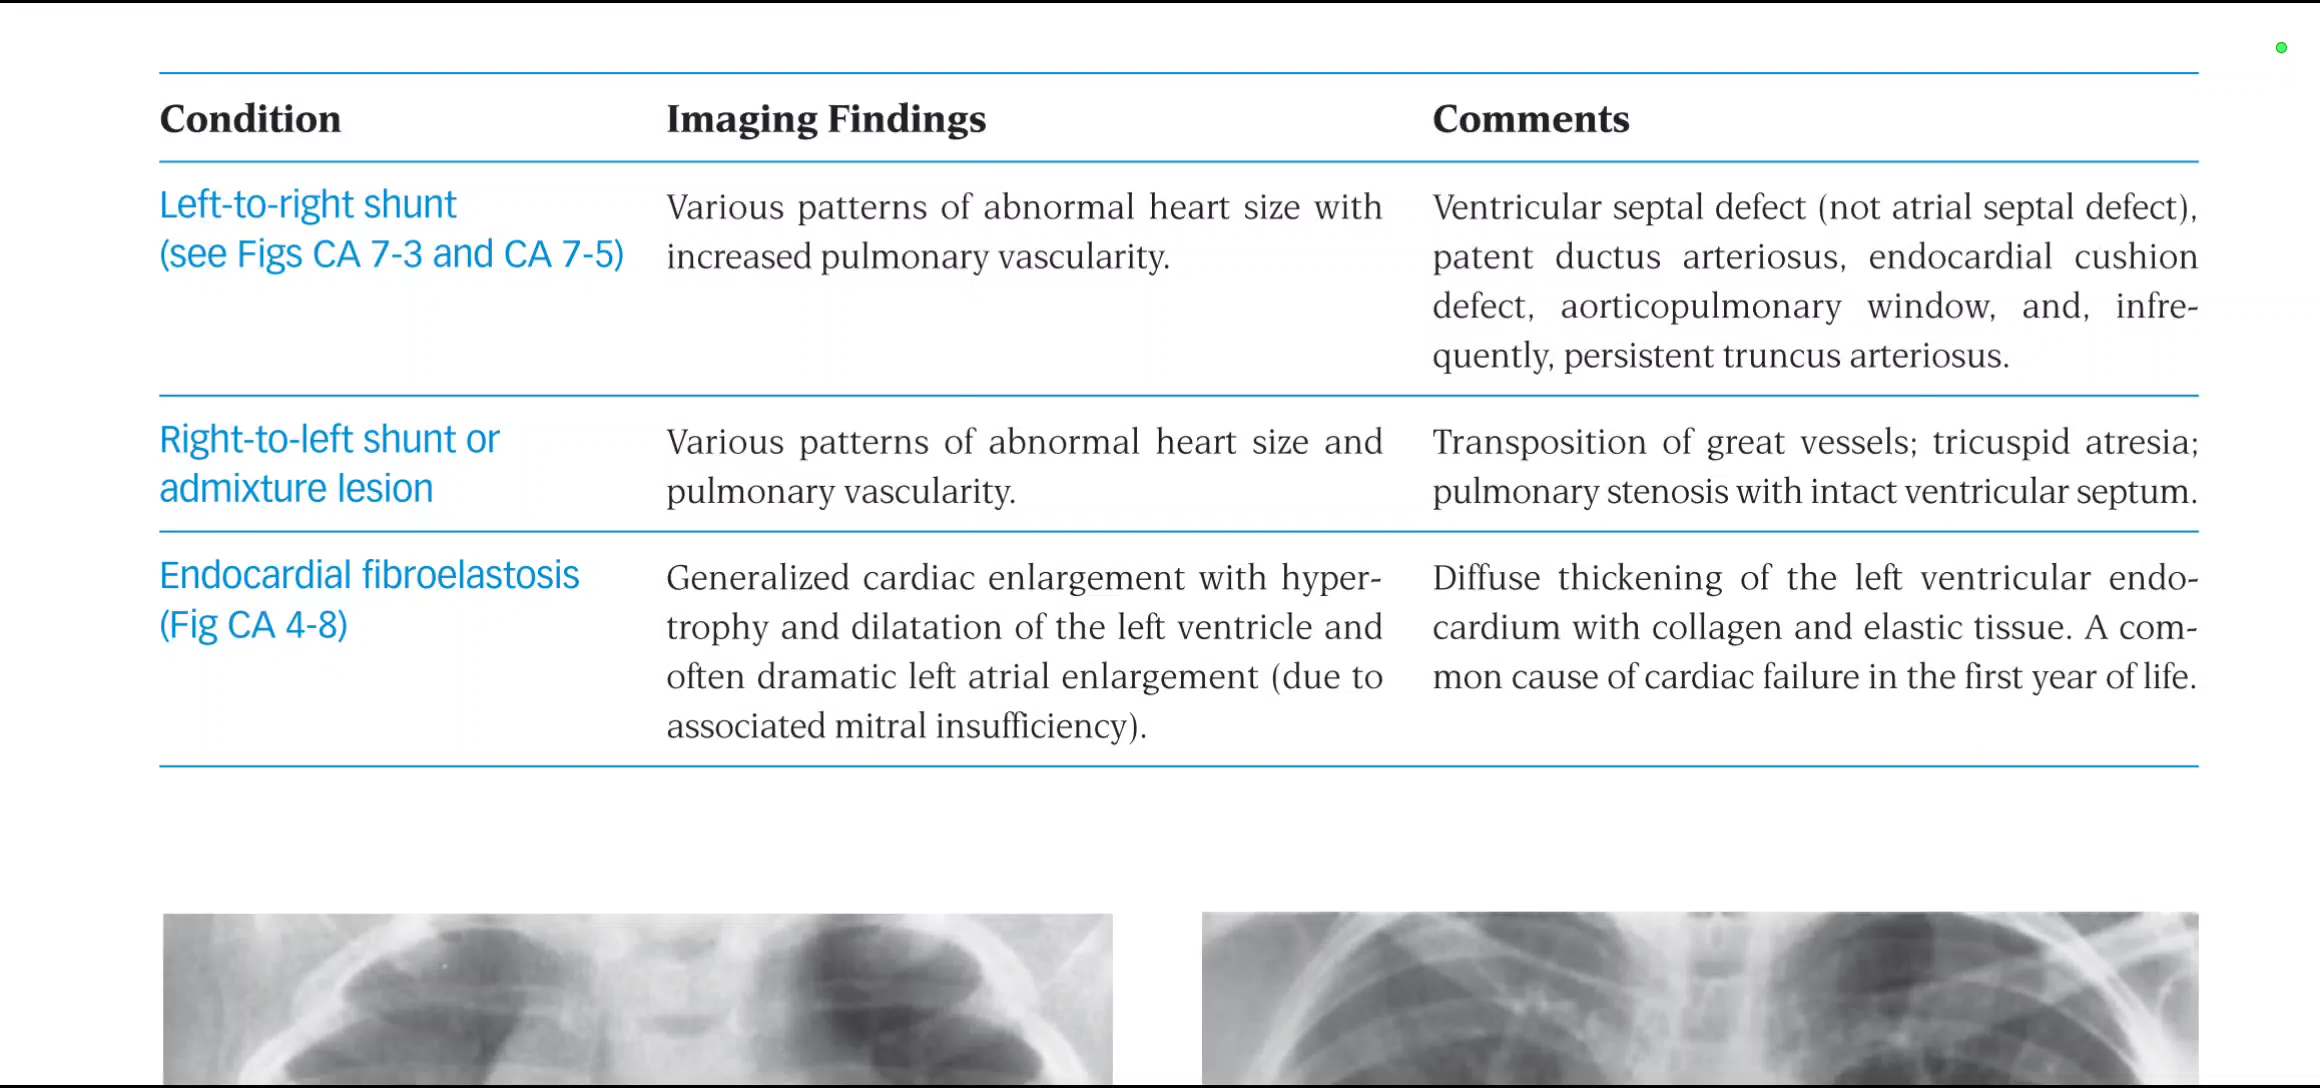 Condition Imaging Findings Comments
Left-to-right shunt
(see Figs CA 7-3 and CA 7-5)
Various patterns of abnormal heart size with
increased pulmonary vascularity.
Ventricular septal defect (not atrial septal defect),
patent ductus arteriosus, endocardial cushion
defect, aorticopulmonary window, and, infre-
quently, persistent truncus arteriosus.
Right-to-left shunt or
admixture lesion
Various patterns of abnormal heart size and
pulmonary vascularity.
Transposition of great vessels; tricuspid atresia;
pulmonary stenosis with intact ventricular septum.
Endocardial fibroelastosis
(Fig CA 4-8)
Generalized cardiac enlargement with hyper-
trophy and dilatation of the left ventricle and
often dramatic left atrial enlargement (due to
associated mitral insufficiency).
Diffuse thickening of the left ventricular endo-
cardium with collagen and elastic tissue. A com-
mon cause of cardiac failure in the first year of life.